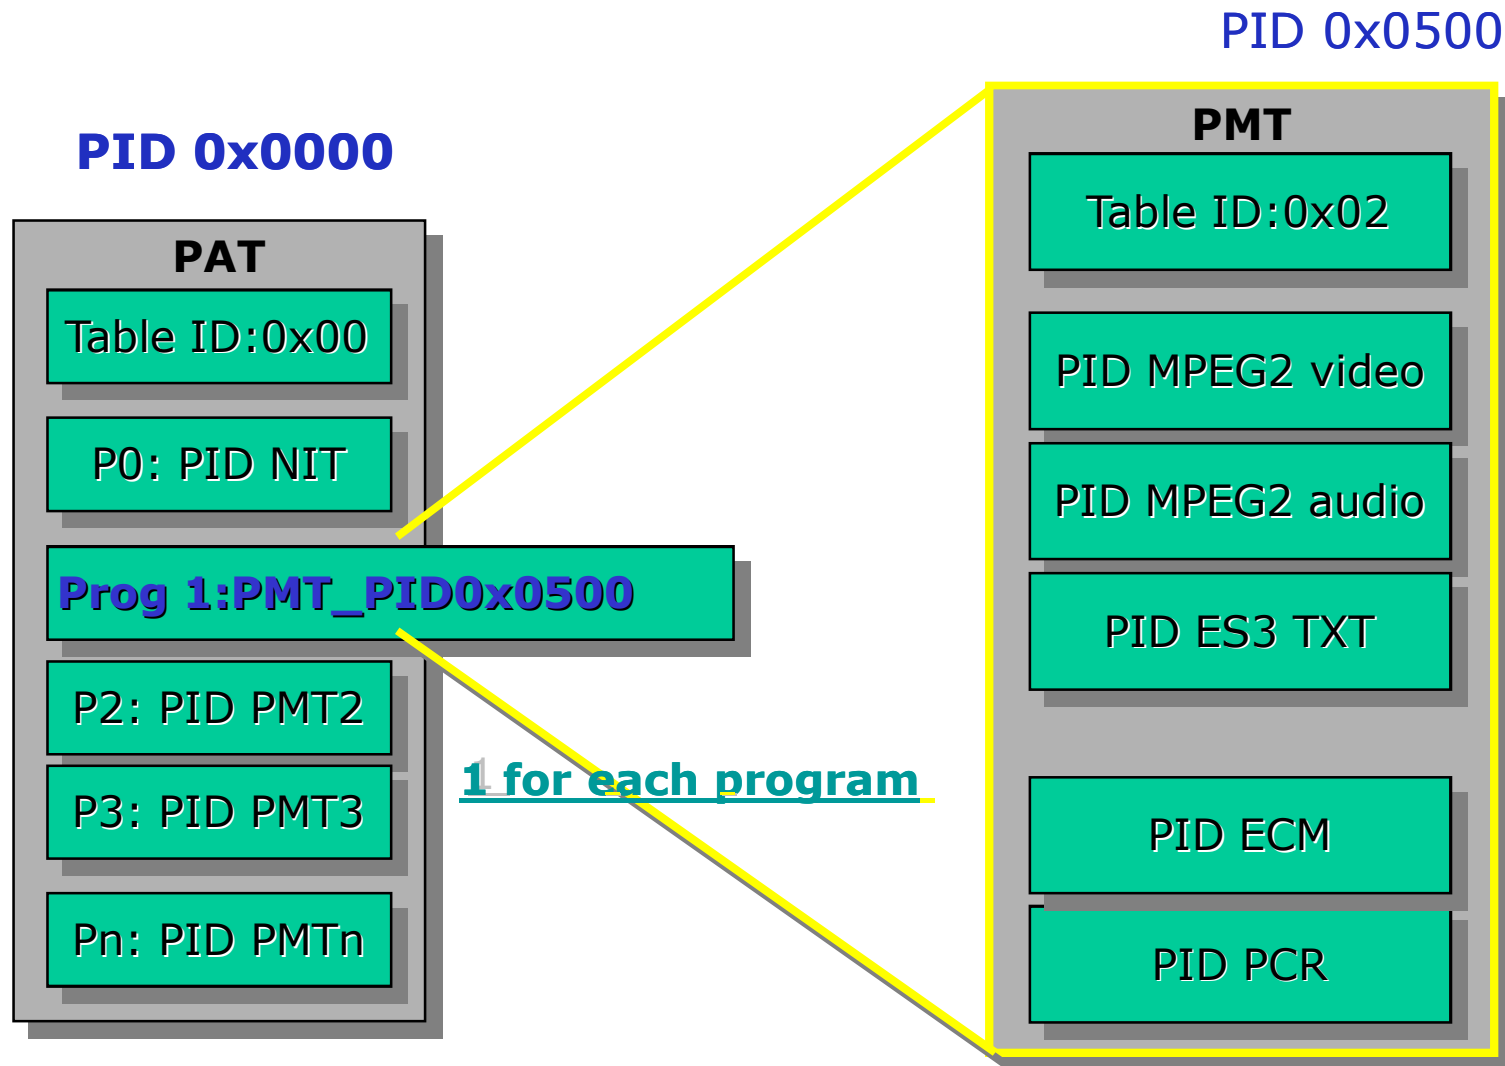 PID 0x0000
PAT
Table ID:0x00
P0: PID NIT
Prog 1:PMT_PID0x0500
P2: PID PMT2
P3: PID PMT3
Pn: PID PMTn
1 for each program
PID 0x0500
PMT
Table ID:0x02
PID MPEG2 video
PID MPEG2 audio
PID ES3 TXT
PID ECM
PID PCR